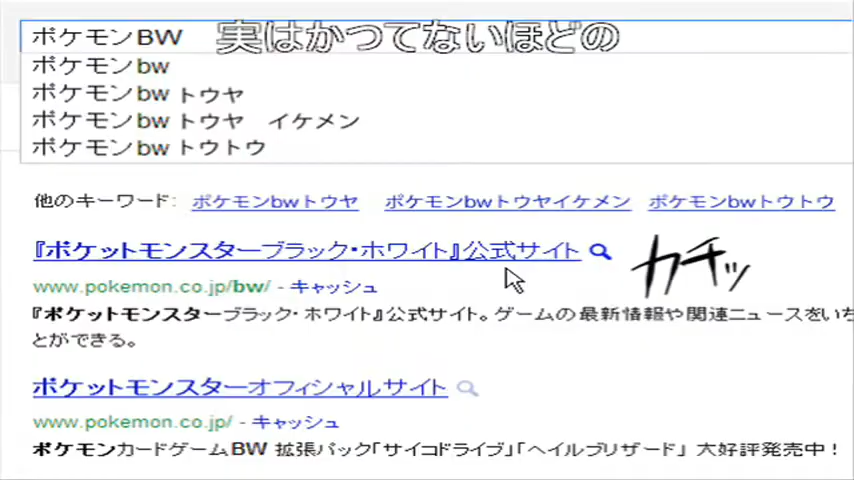 ポケモンBW
実はかつてないほどの
ポケモンbw
ポケモンbw トウヤ
ポケモンbw トウヤ イケメン
ポケモンbw トウトウ
他のキーワード: ポケモンbwトウヤ ポケモンbwトウヤイケメン ポケモンbwトウトウ
『ポケットモンスターブラック・ホワイト』公式サイト
カチッ
www.pokemon.co.jp/bw/ - キャッシュ
『ポケットモンスターブラック・ホワイト』公式サイト。ゲームの最新情報や関連ニュースをいち
とができる。
ポケットモンスターオフィシャルサイト
www.pokemon.co.jp/ - キャッシュ
ポケモンカードゲームBW 拡張パック「サイコドライブ」「ヘイルブリザード」 大好評発売中！